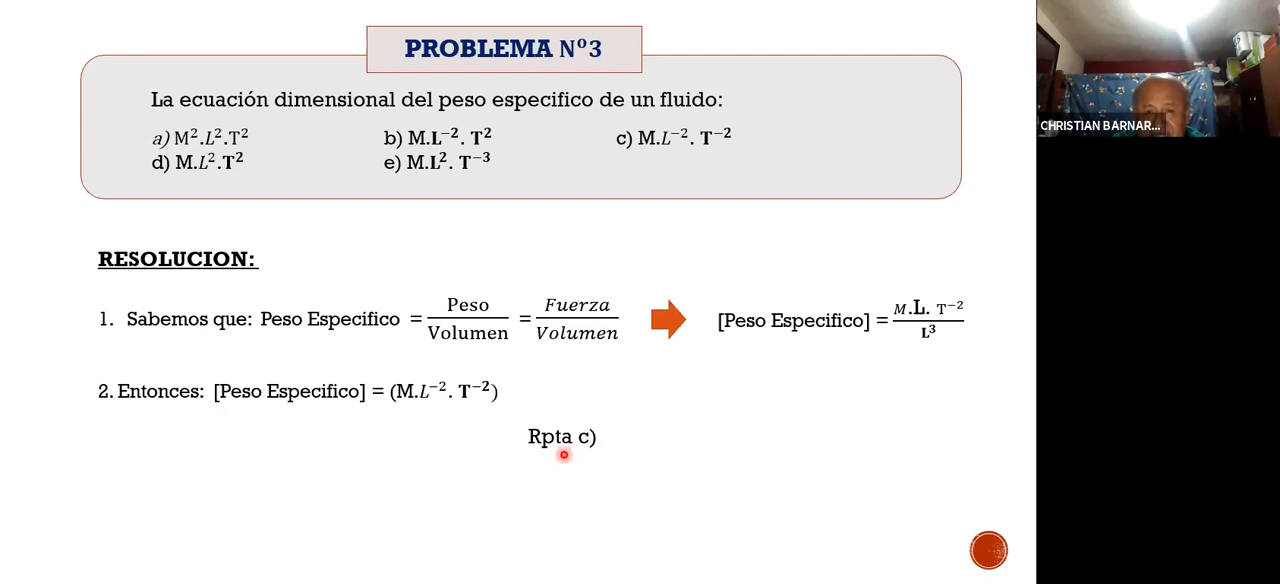 PROBLEMA N°3
La ecuación dimensional del peso especifico de un fluido:
a) M².L².T² b) M.L⁻². T² c) M.L⁻². T⁻²
d) M.L².T² e) M.L². T⁻³
CHRISTIAN BARNAR...
RESOLUCION:
1. Sabemos que: Peso Especifico = Peso/Volumen = Fuerza/Volumen [Peso Especifico] = M.L. T⁻²/L³
2. Entonces: [Peso Especifico] = (M.L⁻². T⁻²)
Rpta c)